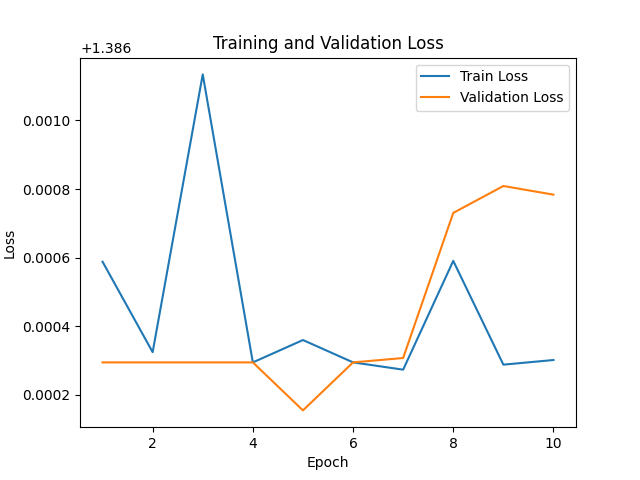 Training and Validation Loss
+1.386
Train Loss
Validation Loss
0.0010
0.0008
0.0006
0.0004
0.0002
Loss
2 4 6 8 10
Epoch